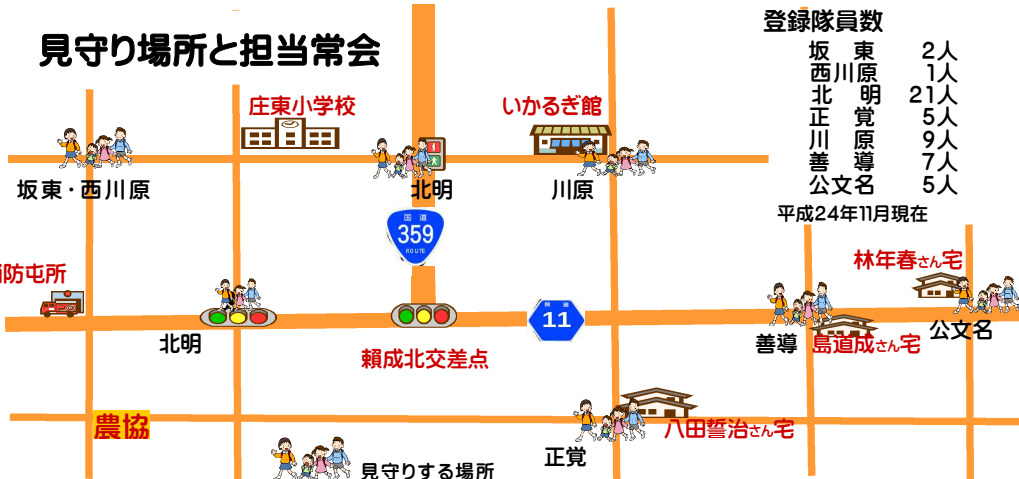 見守り場所と担当常会
登録隊員数
坂　東　2人
西川原　1人
北　明　21人
正　覚　5人
川　原　9人
善　導　7人
公文名　5人
平成24年11月現在
庄東小学校
いかるぎ館
坂東・西川原
北明
川原
国道
359
ROUTE
防屯所
林年春さん宅
県道
11
北明
頼成北交差点
善導
島道成さん宅
公文名
農協
八田誓治さん宅
正覚
見守りする場所